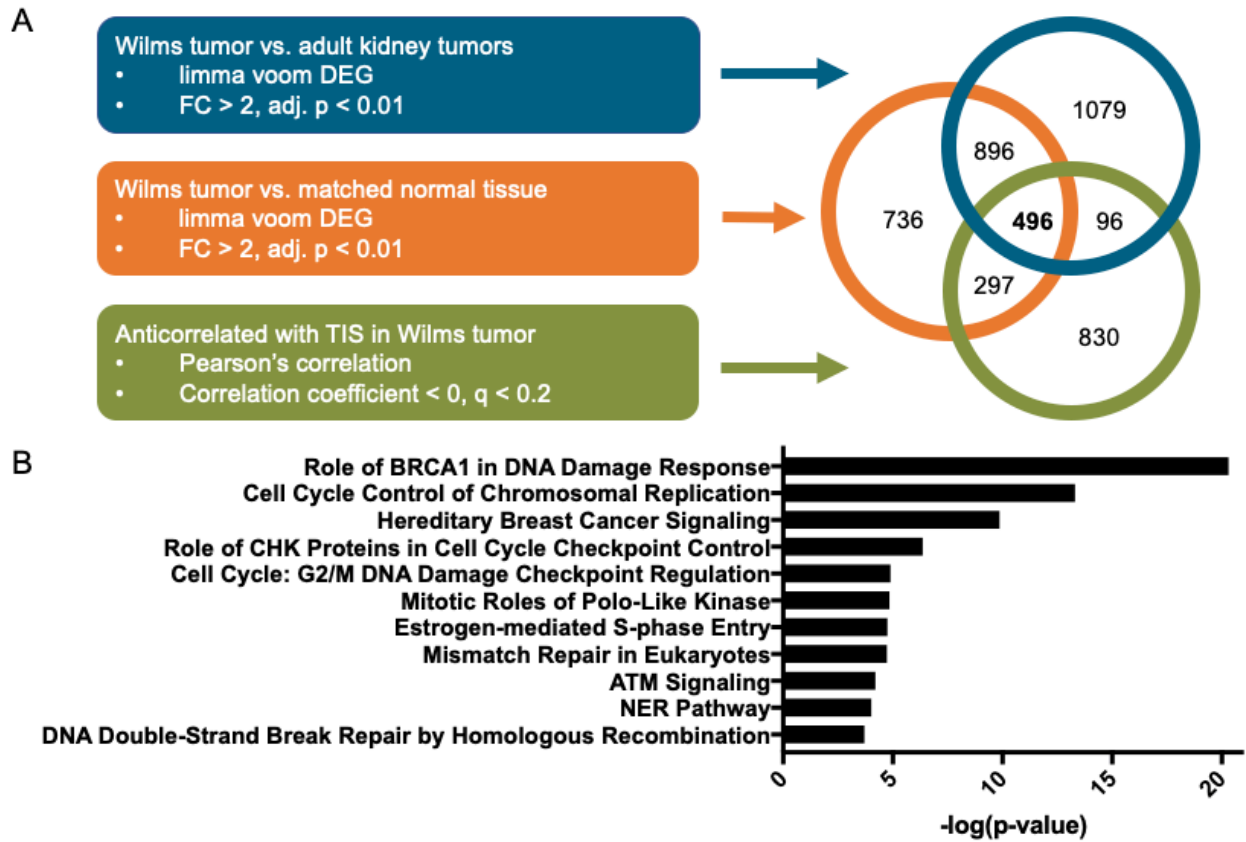 A
Wilms tumor vs. adult kidney tumors
• limma voom DEG
• FC > 2, adj. p < 0.01
Wilms tumor vs. matched normal tissue
• limma voom DEG
• FC > 2, adj. p < 0.01
Anticorrelated with TIS in Wilms tumor
• Pearson's correlation
• Correlation coefficient < 0, q < 0.2
1079
896
736
496
96
297
830
B
Role of BRCA1 in DNA Damage Response
Cell Cycle Control of Chromosomal Replication
Hereditary Breast Cancer Signaling
Role of CHK Proteins in Cell Cycle Checkpoint Control
Cell Cycle: G2/M DNA Damage Checkpoint Regulation
Mitotic Roles of Polo-Like Kinase
Estrogen-mediated S-phase Entry
Mismatch Repair in Eukaryotes
ATM Signaling
NER Pathway
DNA Double-Strand Break Repair by Homologous Recombination
0 5 10 15 20
-log(p-value)